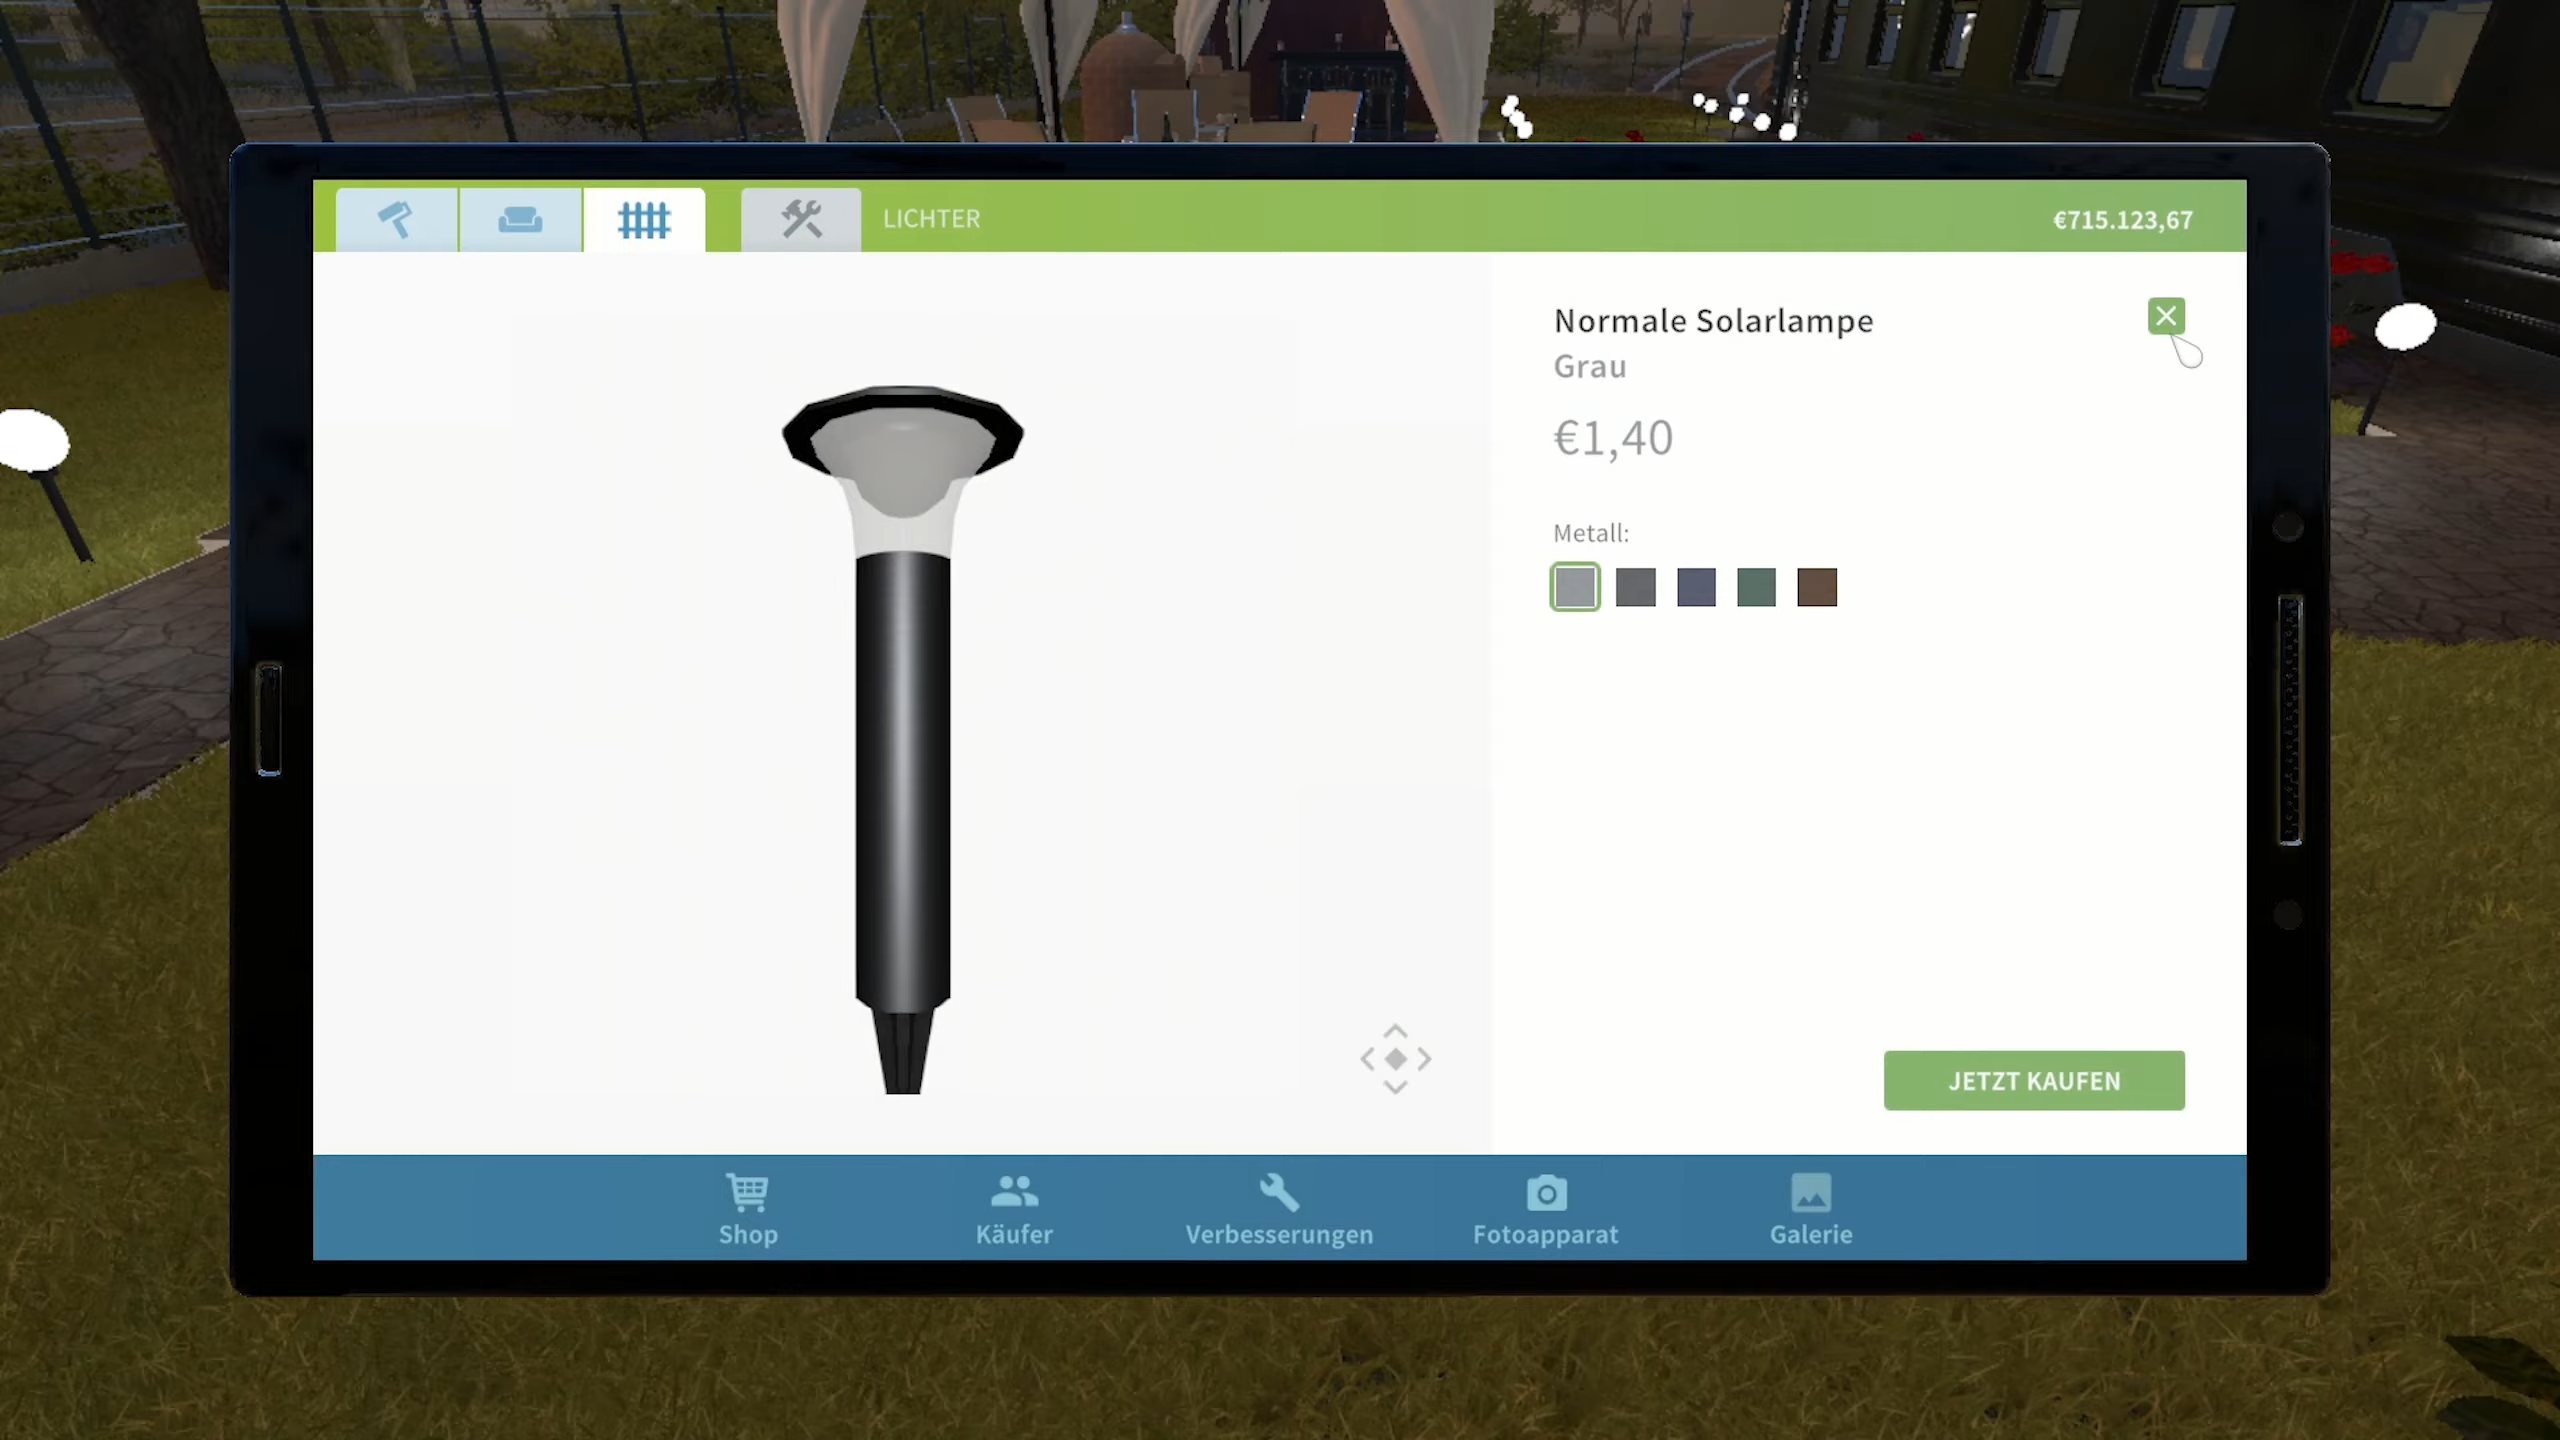 LICHTER
€715.123,67
Normale Solarlampe
Grau
€1,40
Metall:
JETZT KAUFEN
Shop
Käufer
Verbesserungen
Fotoapparat
Galerie